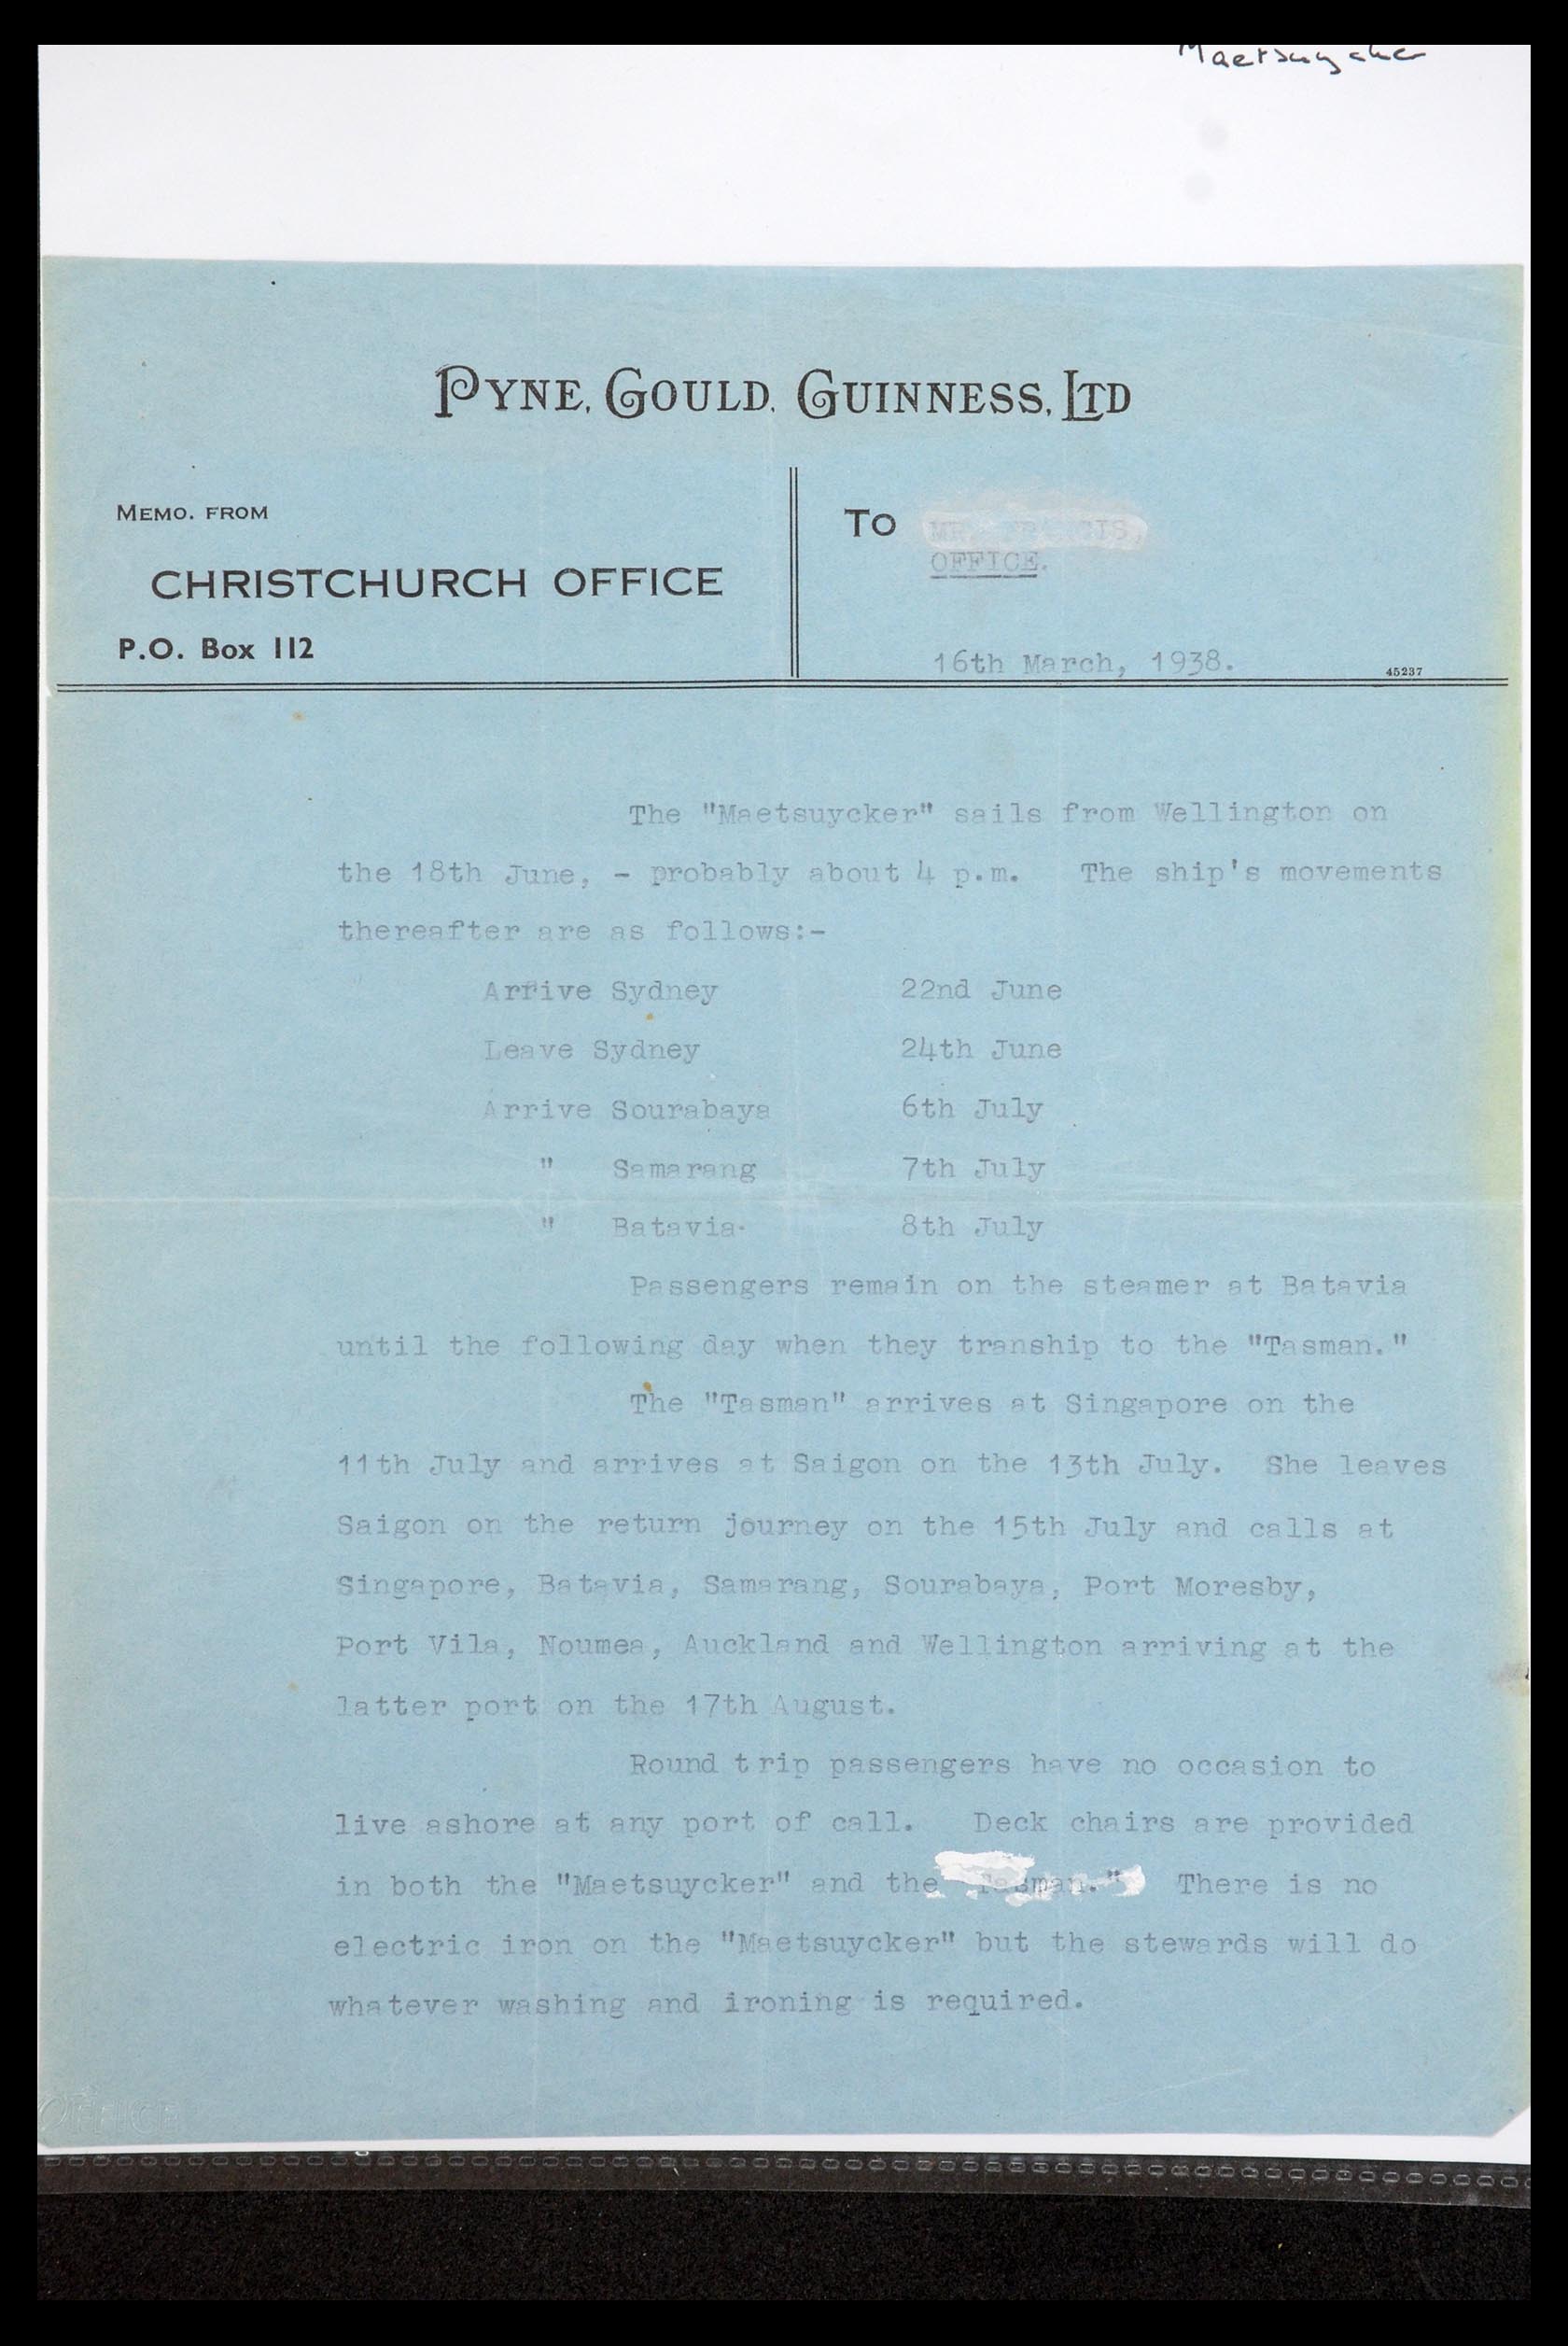 Maetsuycker
PYNE, GOULD, GUINNESS, LTD
MEMO. FROM
CHRISTCHURCH OFFICE
P.O. Box 112
TO
OFFICE.
16th March, 1938.
45237
The "Maetsuycker" sails from Wellington on
the 18th June, - probably about 4 p.m. The ship's movements
thereafter are as follows:-
Arrive Sydney 22nd June
Leave Sydney 24th June
Arrive Sourabaya 6th July
" Samarang 7th July
" Batavia 8th July
Passengers remain on the steamer at Batavia
until the following day when they tranship to the "Tasman."
The "Tasman" arrives at Singapore on the
11th July and arrives at Saigon on the 13th July. She leaves
Saigon on the return journey on the 15th July and calls at
Singapore, Batavia, Samarang, Sourabaya, Port Moresby,
Port Vila, Noumea, Auckland and Wellington arriving at the
latter port on the 17th August.
Round trip passengers have no occasion to
live ashore at any port of call. Deck chairs are provided
in both the "Maetsuycker" and the "Tasman." There is no
electric iron on the "Maetsuycker" but the stewards will do
whatever washing and ironing is required.
OFFICE